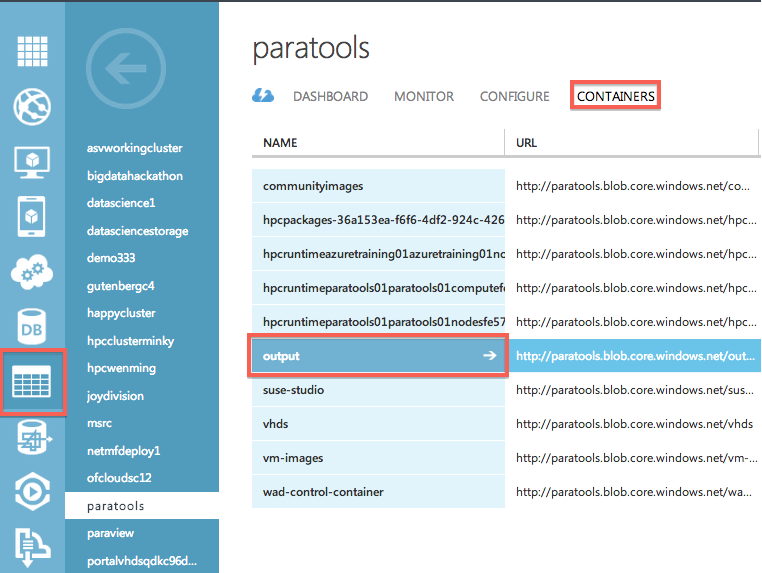 paratools
DASHBOARD MONITOR CONFIGURE CONTAINERS
NAME URL
communityimages http://paratools.blob.core.windows.net/co...
hpcpackages-36a153ea-f6f6-4df2-924c-426 http://paratools.blob.core.windows.net/hpc...
hpcruntimeazuretraining01azuretraining01nc http://paratools.blob.core.windows.net/hpc...
hpcruntimeparatools01paratools01computefe http://paratools.blob.core.windows.net/hpc...
hpcruntimeparatools01paratools01nodesfe57 http://paratools.blob.core.windows.net/hpc...
output http://paratools.blob.core.windows.net/out...
suse-studio http://paratools.blob.core.windows.net/sus...
vhds http://paratools.blob.core.windows.net/vhds
vm-images http://paratools.blob.core.windows.net/vm-...
wad-control-container http://paratools.blob.core.windows.net/wa...
asvworkingcluster
bigdatahackathon
datascience1
datasciencestorage
demo333
gutenbergc4
happycluster
hpcclusterminky
hpcwenming
joydivision
msrc
netmfdeploy1
ofcloudsc12
paratools
paraview
portalvhdsqdkc96d...
DB